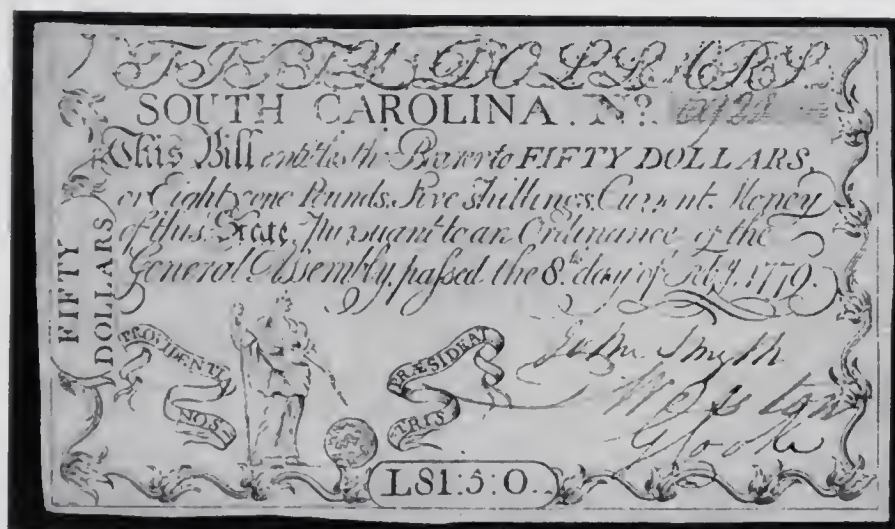 FIFTY DOLLARS
SOUTH CAROLINA. Nº.
This Bill entitles the Bearer to FIFTY DOLLARS,
or Eighty one Pounds, Five Shillings, Current Money
of this State, Pursuant to an Ordinance of the
General Assembly, passed the 8th. day of Feby. 1779.
FIFTY
DOLLARS
PROVIDENTIA
NOS
PRÆSIDEAT
TRIS
John Smyth
L81:5:0.